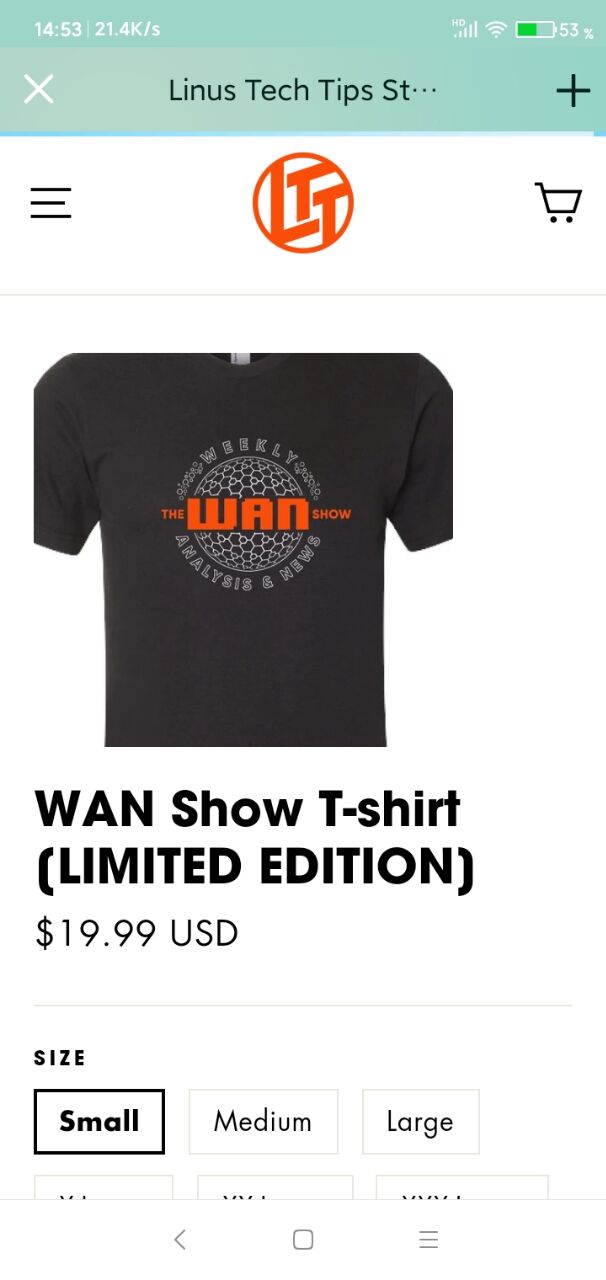 14:53 21.4K/s
HD 53 %
Linus Tech Tips St···
LTT
WEEKLY
THE WAN SHOW
ANALYSIS & NEWS
WAN Show T-shirt
(LIMITED EDITION)
$19.99 USD
SIZE
Small Medium Large